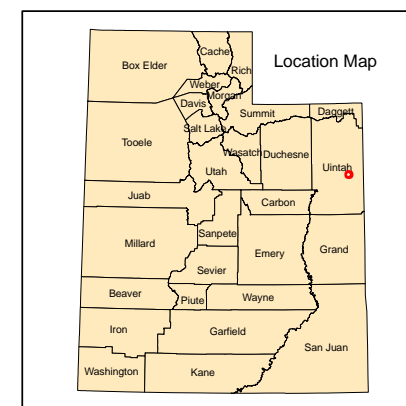 Location Map
Cache
Box Elder
Rich
Weber
Morgan
Davis
Summit
Daggett
Salt Lake
Tooele
Wasatch
Duchesne
Uintah
Utah
Juab
Carbon
Sanpete
Millard
Emery
Grand
Sevier
Beaver
Piute
Wayne
Iron
Garfield
San Juan
Washington
Kane